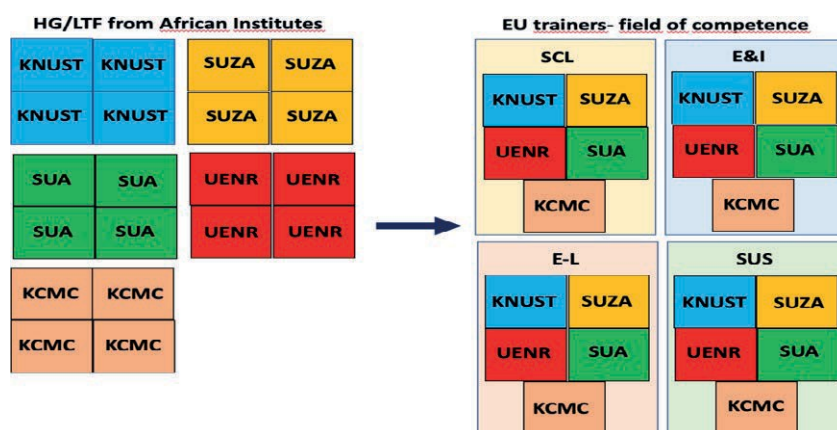 HG/LTF from African Institutes
KNUST KNUST
KNUST KNUST
SUZA SUZA
SUZA SUZA
SUA SUA
SUA SUA
UENR UENR
UENR UENR
KCMC KCMC
KCMC KCMC
EU trainers- field of competence
SCL
KNUST SUZA
UENR SUA
KCMC
E&I
KNUST SUZA
UENR SUA
KCMC
E-L
KNUST SUZA
UENR SUA
KCMC
SUS
KNUST SUZA
UENR SUA
KCMC